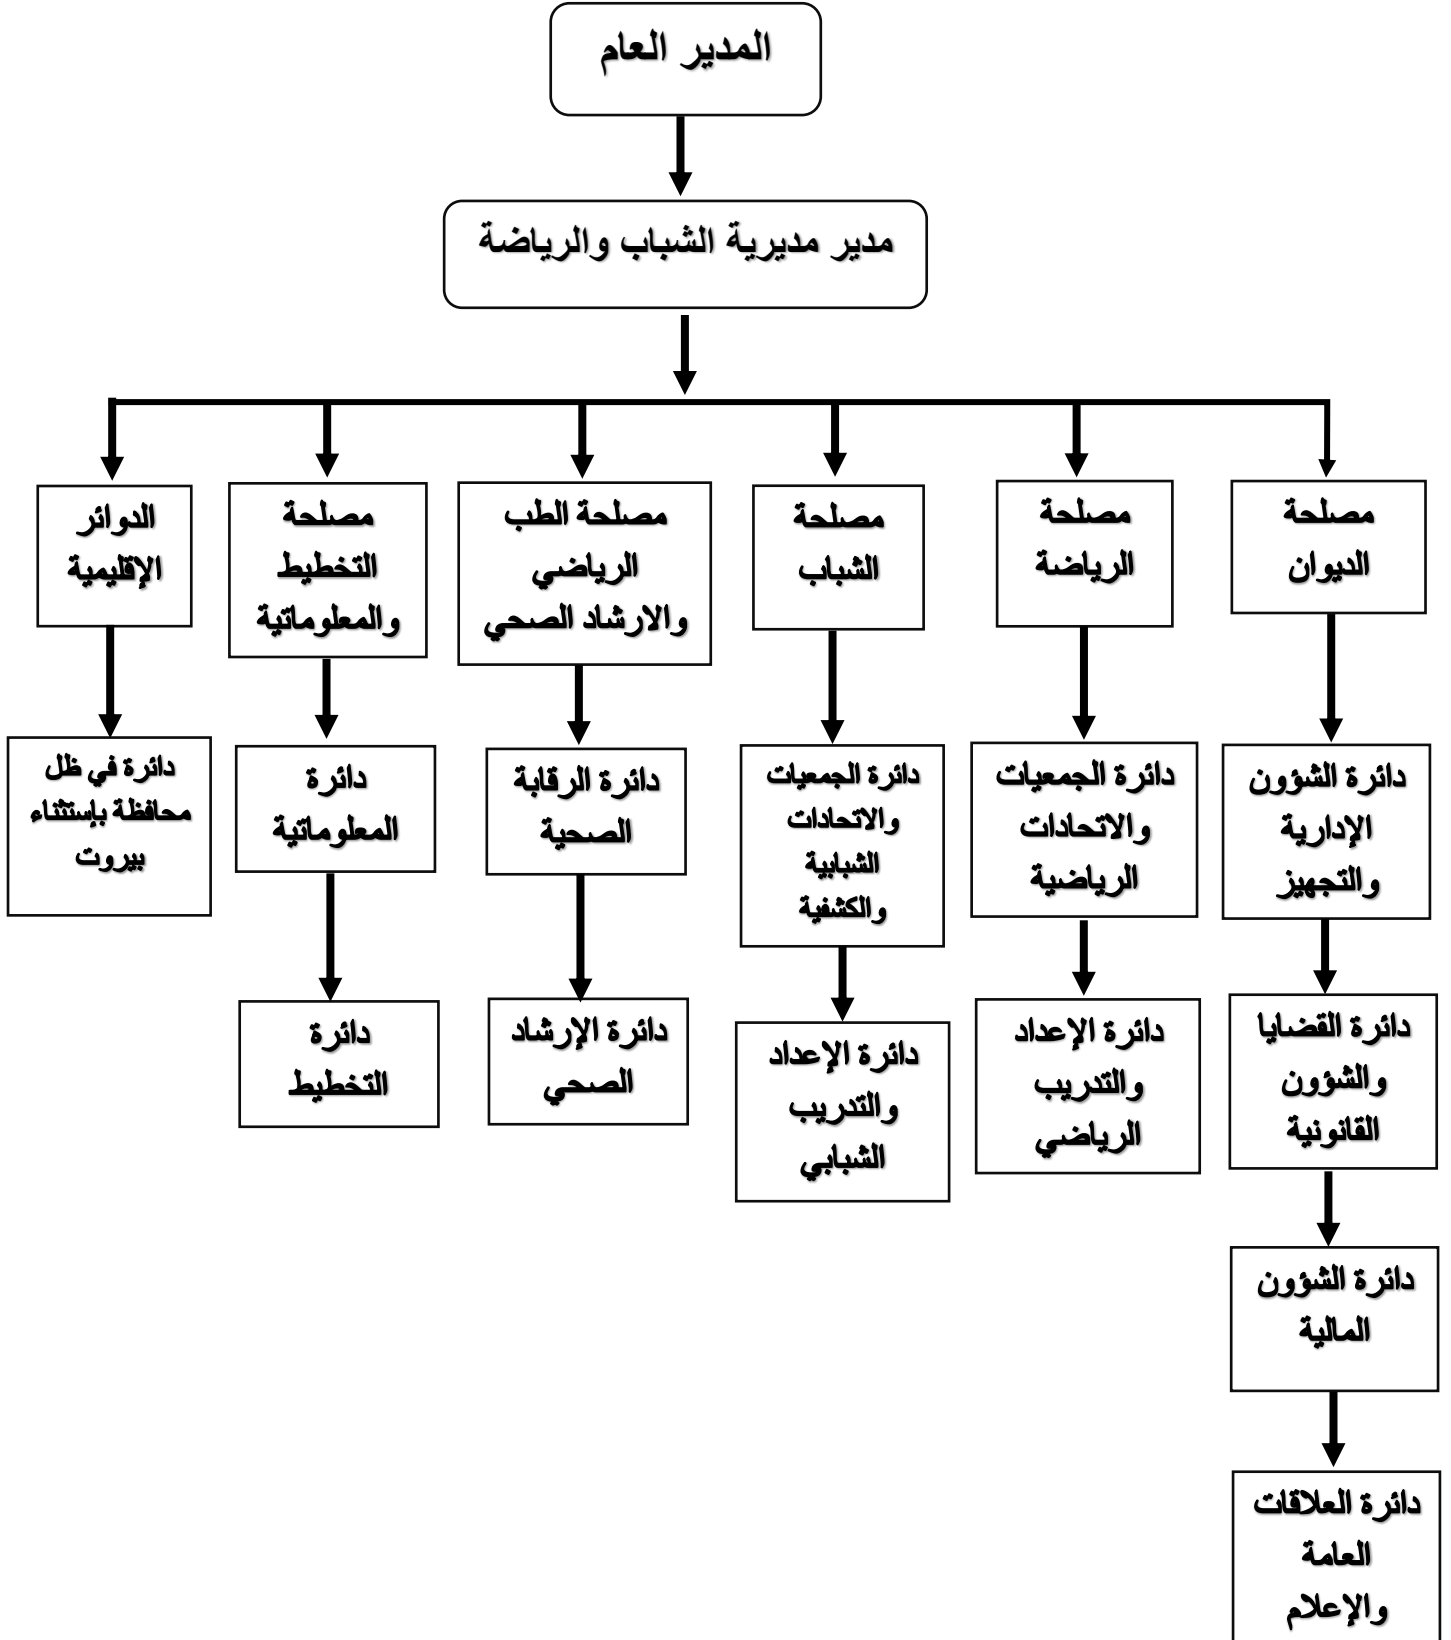 المدير العام
مدير مديرية الشباب والرياضة
مصلحة
الديوان
مصلحة
الرياضة
مصلحة
الشباب
مصلحة الطب
الرياضي
والارشاد الصحي
مصلحة
التخطيط
والمعلوماتية
الدوائر
الإقليمية
دائرة الشؤون
الإدارية
والتجهيز
دائرة الجمعيات
والاتحادات
الرياضية
دائرة الجمعيات
والاتحادات
الشبابية
والكشفية
دائرة الرقابة
الصحية
دائرة
المعلوماتية
دائرة في ظل
محافظة بإستثناء
بيروت
دائرة القضايا
والشؤون
القانونية
دائرة الإعداد
والتدريب
الرياضي
دائرة الإعداد
والتدريب
الشبابي
دائرة الإرشاد
الصحي
دائرة
التخطيط
دائرة الشؤون
المالية
دائرة العلاقات
العامة
والإعلام